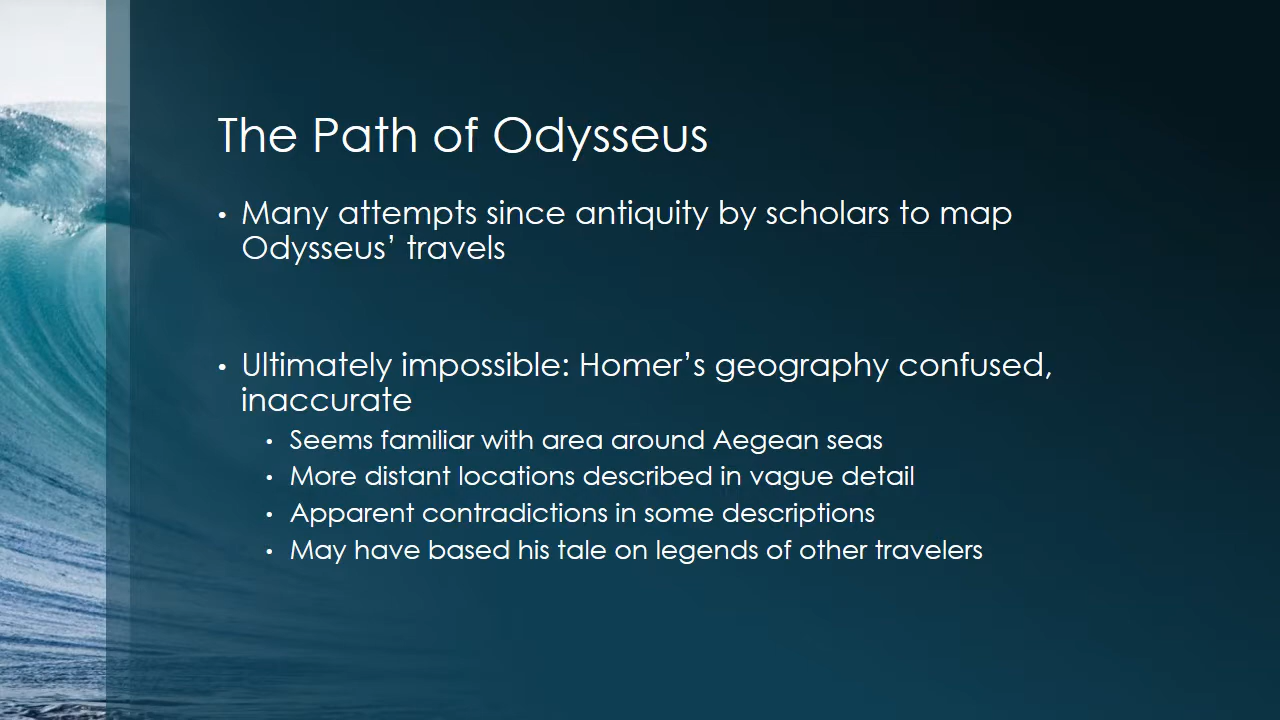 The Path of Odysseus
• Many attempts since antiquity by scholars to map
Odysseus’ travels
• Ultimately impossible: Homer’s geography confused,
inaccurate
• Seems familiar with area around Aegean seas
• More distant locations described in vague detail
• Apparent contradictions in some descriptions
• May have based his tale on legends of other travelers